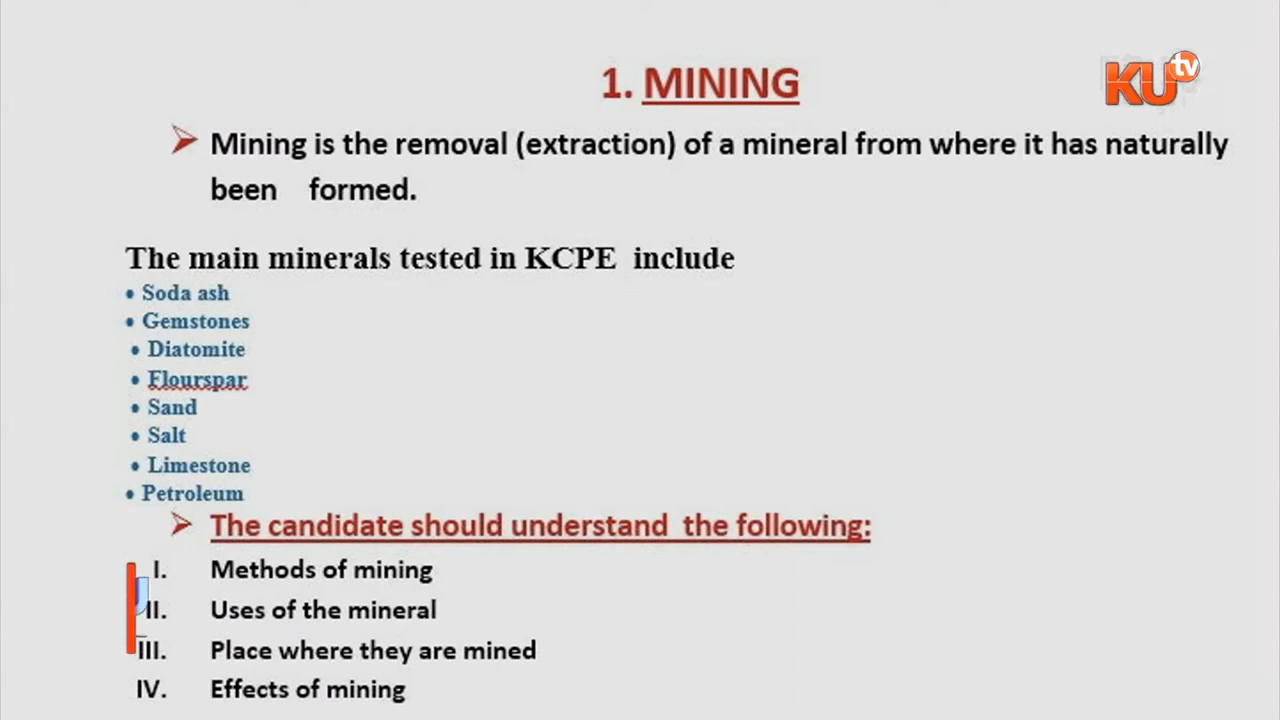 1. MINING
KU tv
Mining is the removal (extraction) of a mineral from where it has naturally
been formed.
The main minerals tested in KCPE include
• Soda ash
• Gemstones
• Diatomite
• Flourspar
• Sand
• Salt
• Limestone
• Petroleum
The candidate should understand the following:
I. Methods of mining
II. Uses of the mineral
III. Place where they are mined
IV. Effects of mining